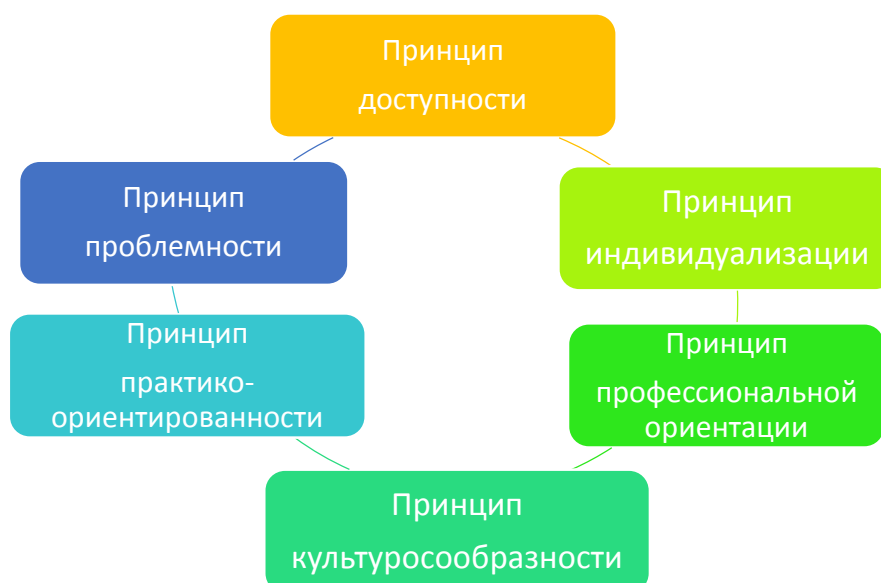 Принцип
доступности
Принцип
проблемности
Принцип
индивидуализации
Принцип
практико-
ориентированности
Принцип
профессиональной
ориентации
Принцип
культуросообразности